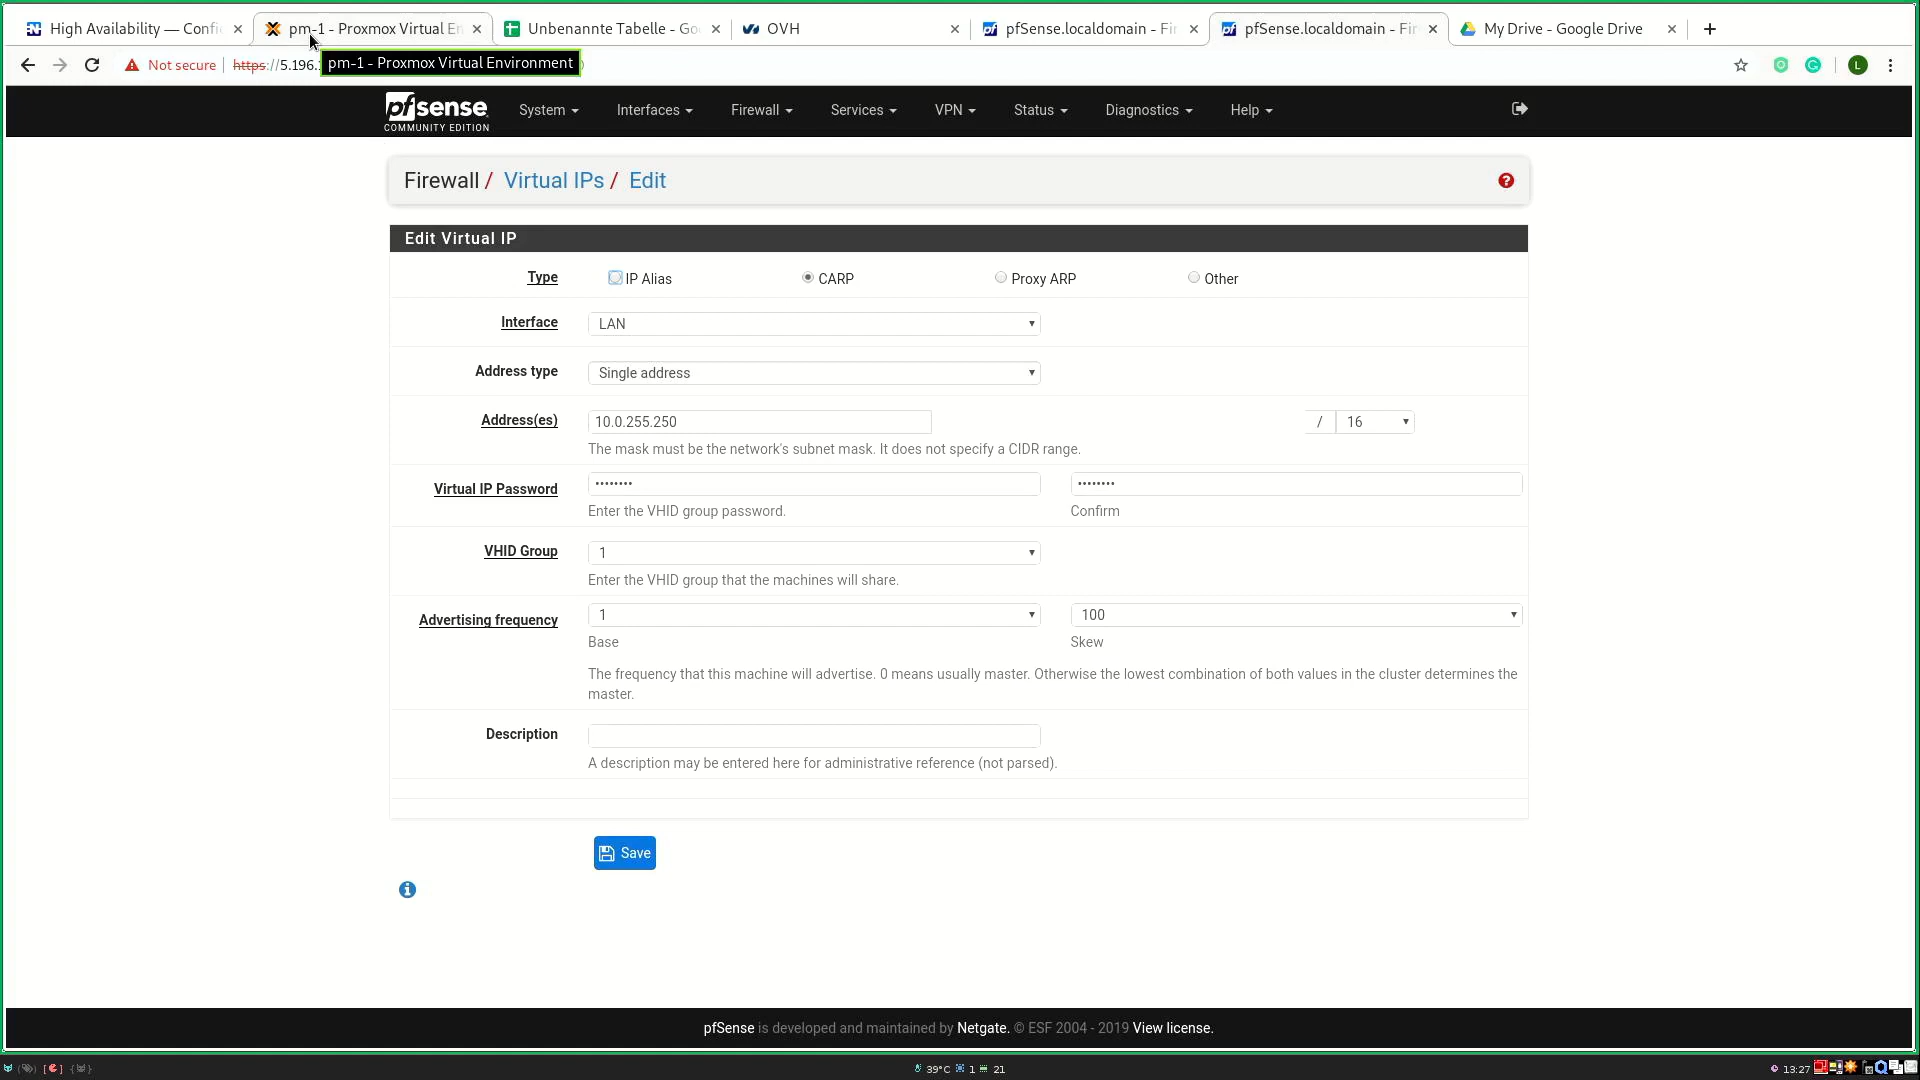 High Availability — Confi
pm-1 - Proxmox Virtual En
Unbenannte Tabelle - Go
OVH
pfSense.localdomain - Fir
pfSense.localdomain - Fir
My Drive - Google Drive
Not secure
https://5.196.
pm-1 - Proxmox Virtual Environment
L
pfsense
COMMUNITY EDITION
System
Interfaces
Firewall
Services
VPN
Status
Diagnostics
Help
Firewall / Virtual IPs / Edit
Edit Virtual IP
Type
IP Alias
CARP
Proxy ARP
Other
Interface
LAN
Address type
Single address
Address(es)
10.0.255.250
/ 16
The mask must be the network's subnet mask. It does not specify a CIDR range.
Virtual IP Password
••••••••
••••••••
Enter the VHID group password.
Confirm
VHID Group
1
Enter the VHID group that the machines will share.
Advertising frequency
1
100
Base
Skew
The frequency that this machine will advertise. 0 means usually master. Otherwise the lowest combination of both values in the cluster determines the
master.
Description
A description may be entered here for administrative reference (not parsed).
Save
pfSense is developed and maintained by Netgate. © ESF 2004 - 2019 View license.
39°C 1 21
13:27